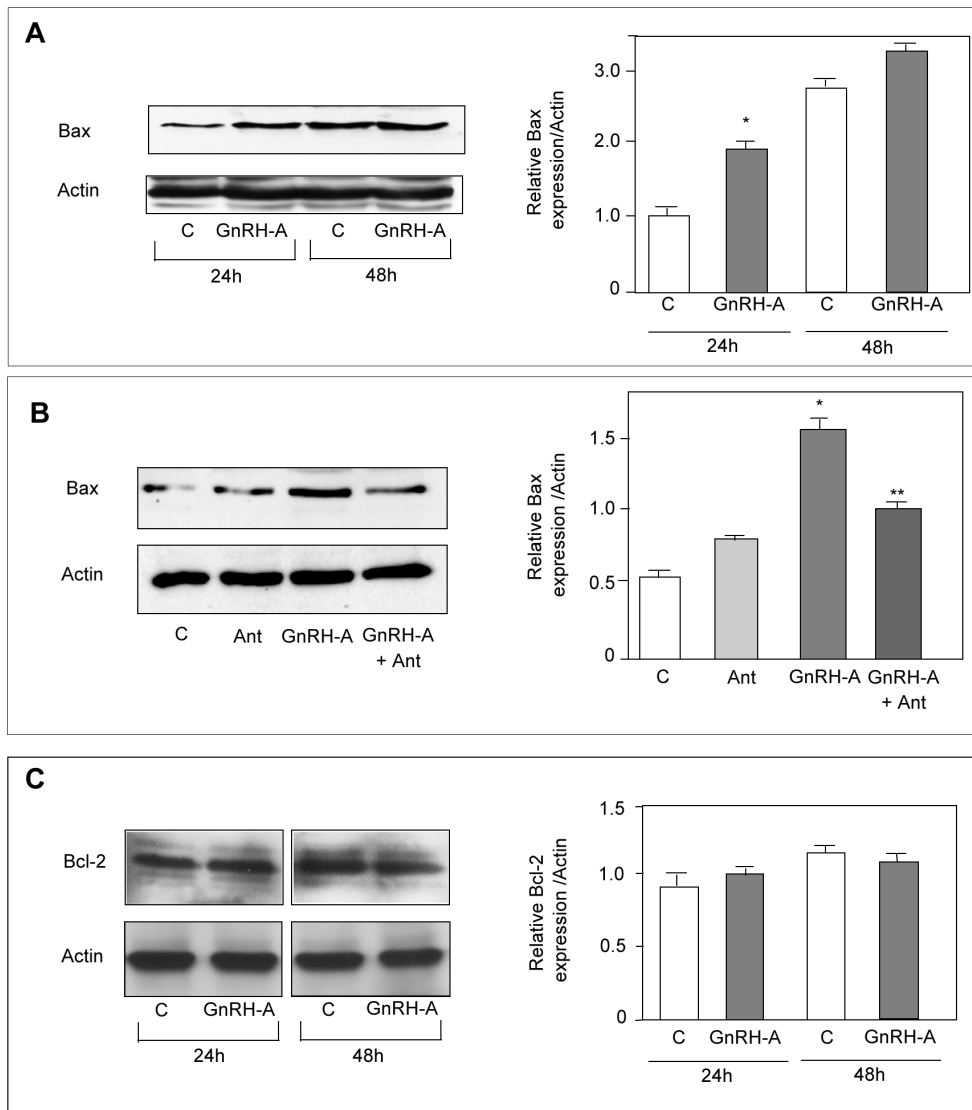 A
Bax
Actin
C GnRH-A C GnRH-A
24h 48h
Relative Bax
expression/Actin
3.0
2.0
1.0
0
*
C GnRH-A C GnRH-A
24h 48h
B
Bax
Actin
C Ant GnRH-A GnRH-A
+ Ant
Relative Bax
expression /Actin
1.5
1.0
0.5
0
*
**
C Ant GnRH-A GnRH-A
+ Ant
C
Bcl-2
Actin
C GnRH-A C GnRH-A
24h 48h
Relative Bcl-2
expression /Actin
1.5
1.0
0.5
0
C GnRH-A C GnRH-A
24h 48h